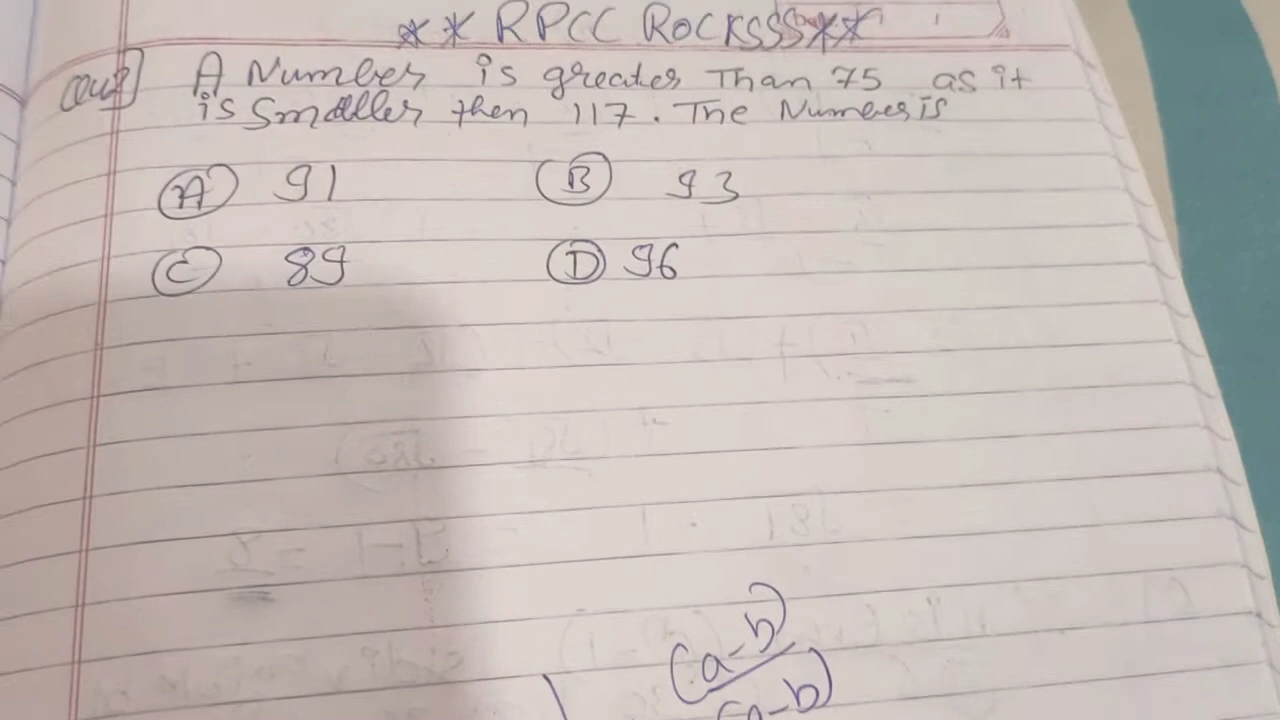 ** RPCC ROCKSSS**
Que] A Number is greater Than 75 as it
is Smaller then 117. The Number is
(A) 91 (B) 93
(C) 89 (D) 96
(a-b)
(a-b)